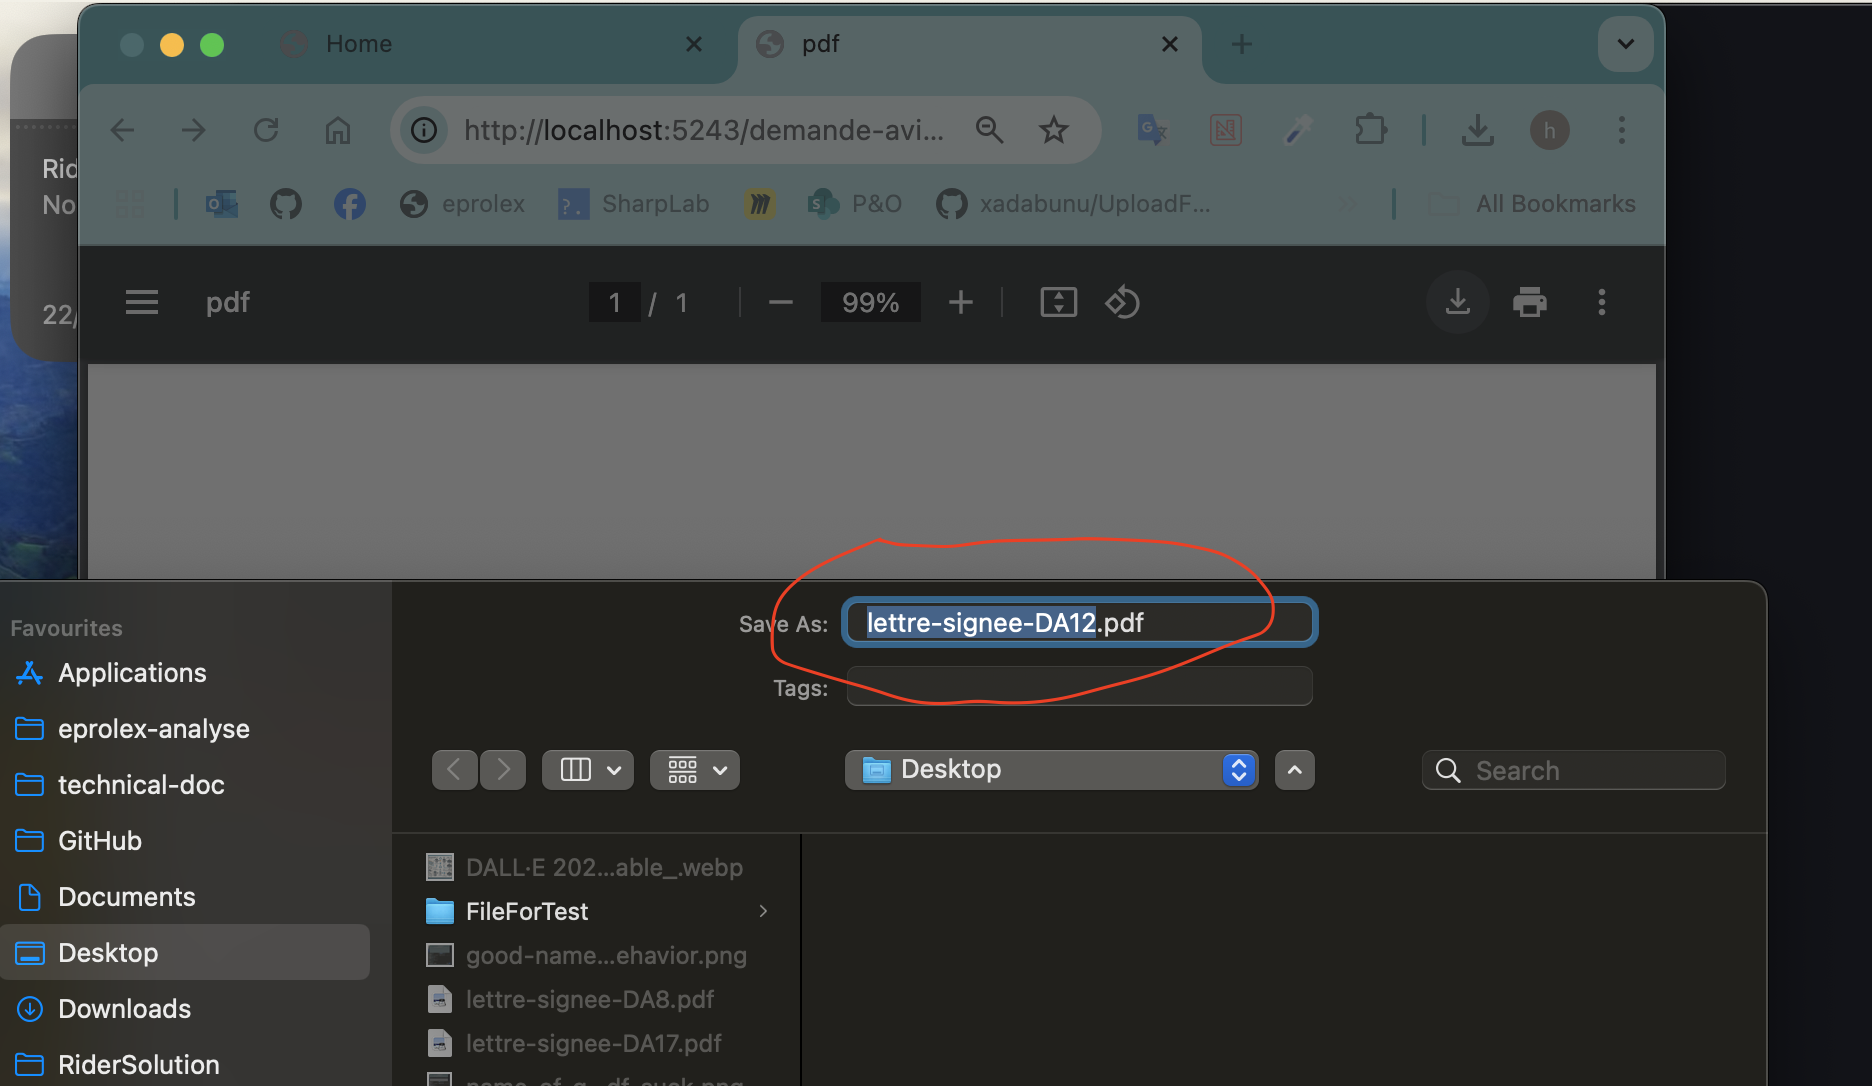 Home
pdf
http://localhost:5243/demande-avi...
h
eprolex
SharpLab
P&O
xadabunu/UploadF...
All Bookmarks
Rid
No
22/
pdf
1 / 1
99%
Save As: lettre-signee-DA12.pdf
Tags:
Desktop
Search
Favourites
Applications
eprolex-analyse
technical-doc
GitHub
Documents
Desktop
Downloads
RiderSolution
DALL·E 202...able_.webp
FileForTest
good-name...ehavior.png
lettre-signee-DA8.pdf
lettre-signee-DA17.pdf